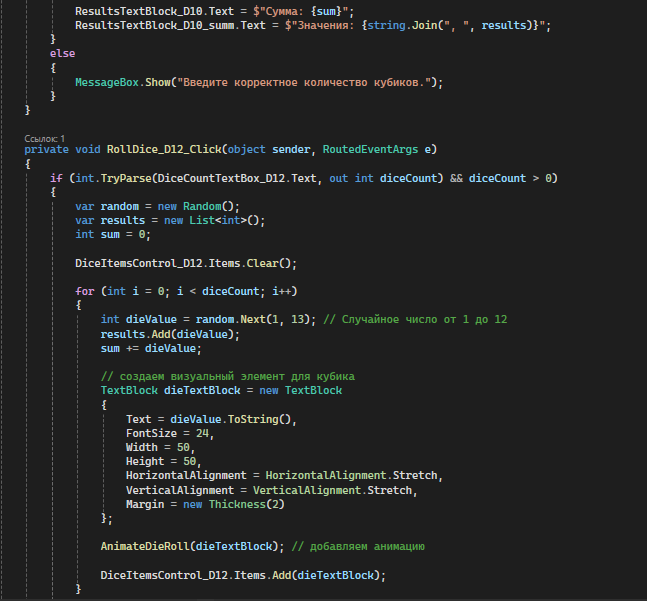 ResultsTextBlock_D10.Text = $"Сумма: {sum}";
ResultsTextBlock_D10_summ.Text = $"Значения: {string.Join(", ", results)}";
}
else
{
MessageBox.Show("Введите корректное количество кубиков.");
}
}
Ссылок: 1
private void RollDice_D12_Click(object sender, RoutedEventArgs e)
{
if (int.TryParse(DiceCountTextBox_D12.Text, out int diceCount) && diceCount > 0)
{
var random = new Random();
var results = new List<int>();
int sum = 0;
DiceItemsControl_D12.Items.Clear();
for (int i = 0; i < diceCount; i++)
{
int dieValue = random.Next(1, 13); // Случайное число от 1 до 12
results.Add(dieValue);
sum += dieValue;
// создаем визуальный элемент для кубика
TextBlock dieTextBlock = new TextBlock
{
Text = dieValue.ToString(),
FontSize = 24,
Width = 50,
Height = 50,
HorizontalAlignment = HorizontalAlignment.Stretch,
VerticalAlignment = VerticalAlignment.Stretch,
Margin = new Thickness(2)
};
AnimateDieRoll(dieTextBlock); // добавляем анимацию
DiceItemsControl_D12.Items.Add(dieTextBlock);
}